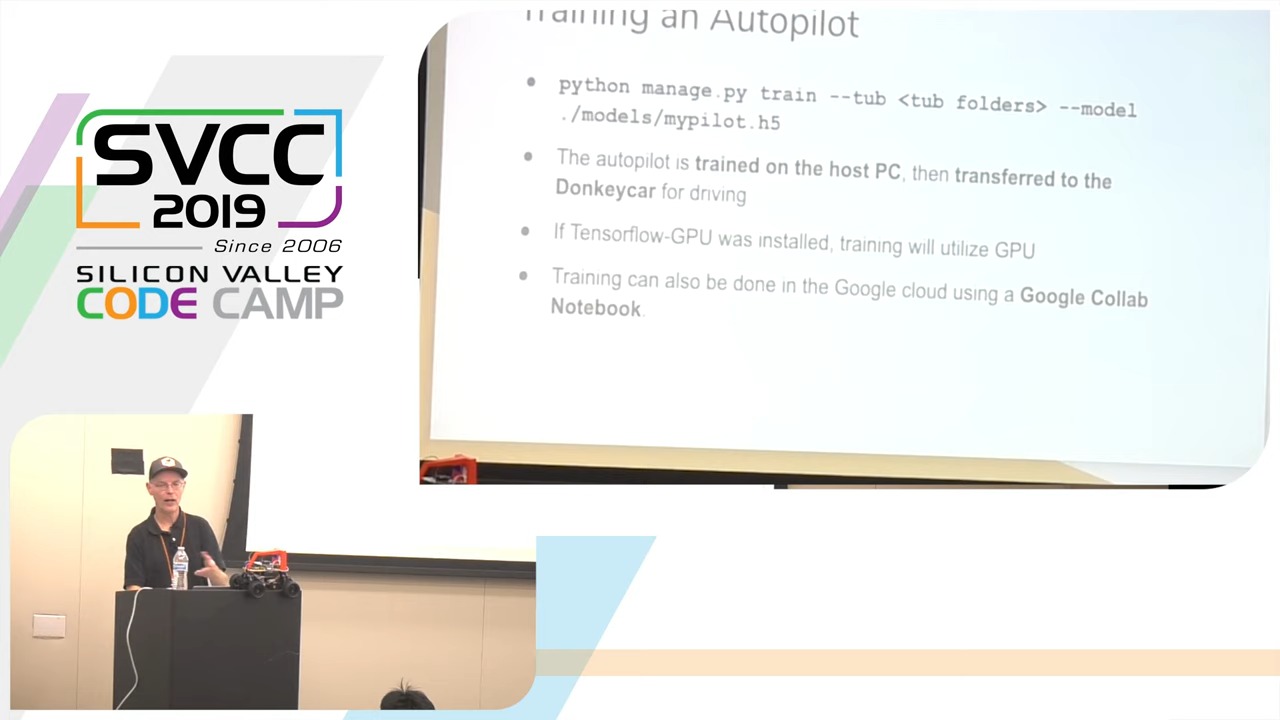 SVCC
2019
Since 2006
SILICON VALLEY
CODE CAMP
Training an Autopilot
python manage.py train --tub <tub folders> --model
./models/mypilot.h5
The autopilot is trained on the host PC, then transferred to the
Donkeycar for driving
If Tensorflow-GPU was installed, training will utilize GPU
Training can also be done in the Google cloud using a Google Collab
Notebook.